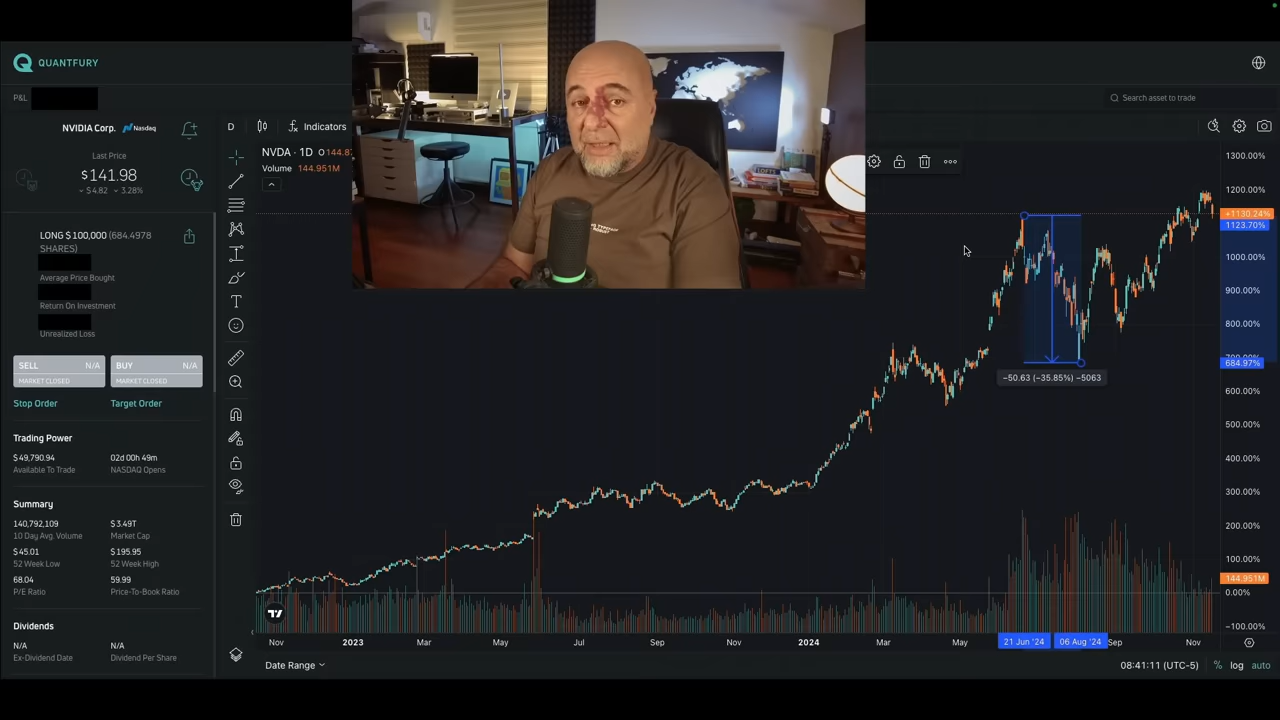 QUANTFURY
P&L
Search asset to trade
NVIDIA Corp. Nasdaq
Last Price
$141.98
$4.82 3.28%
LONG $100,000 (684.4978 SHARES)
Average Price Bought
Return On Investment
Unrealized Loss
SELL N/A
MARKET CLOSED
BUY N/A
MARKET CLOSED
Stop Order
Target Order
Trading Power
$49,790.94
Available To Trade
02d 00h 49m
NASDAQ Opens
Summary
140,792,109
10 Day Avg. Volume
$3.49T
Market Cap
$45.01
52 Week Low
$195.95
52 Week High
68.04
P/E Ratio
59.99
Price-To-Book Ratio
Dividends
N/A
Ex-Dividend Date
N/A
Dividend Per Share
D
Indicators
NVDA · 1D O 144.87
Volume 144.951M
1300.00%
1200.00%
+1130.24%
1123.70%
1000.00%
900.00%
800.00%
684.97%
600.00%
500.00%
400.00%
300.00%
200.00%
100.00%
144.951M
0.00%
−100.00%
−50.63 (−35.85%) −5063
Nov 2023 Mar May Jul Sep Nov 2024 Mar May 21 Jun '24 06 Aug '24 Sep Nov
Date Range
08:41:11 (UTC-5)
% log auto